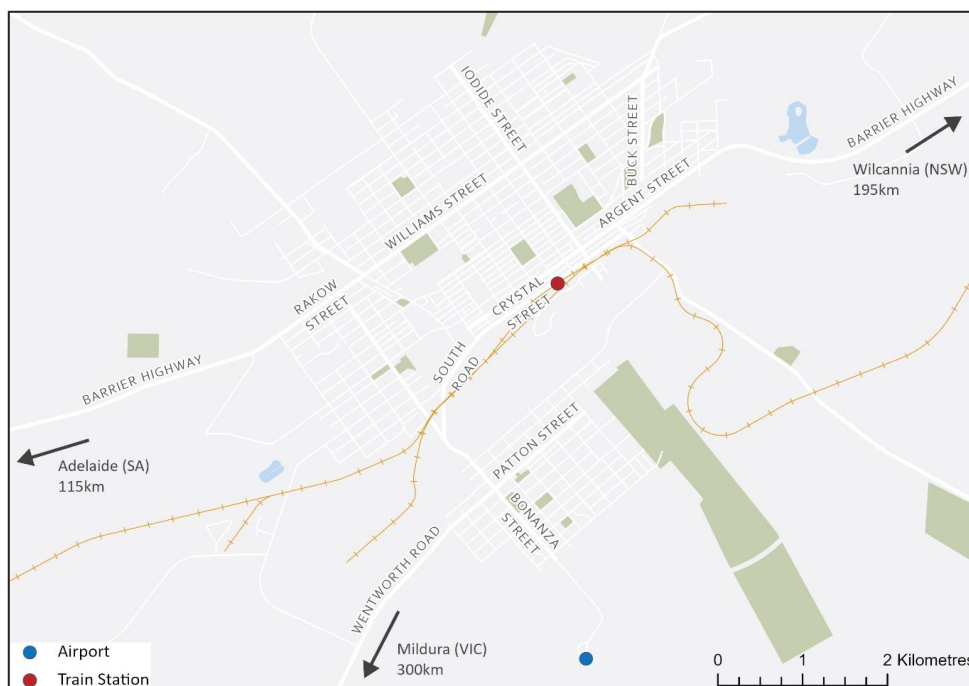 IODIDE STREET
BUCK STREET
BARRIER HIGHWAY
Wilcannia (NSW)
195km
WILLIAMS STREET
ARGENT STREET
RAKOW
STREET
CRYSTAL
STREET
SOUTH
ROAD
BARRIER HIGHWAY
Adelaide (SA)
115km
PATTON STREET
BONANZA
STREET
WENTWORTH ROAD
Mildura (VIC)
300km
Airport
Train Station
0 1 2 Kilometres